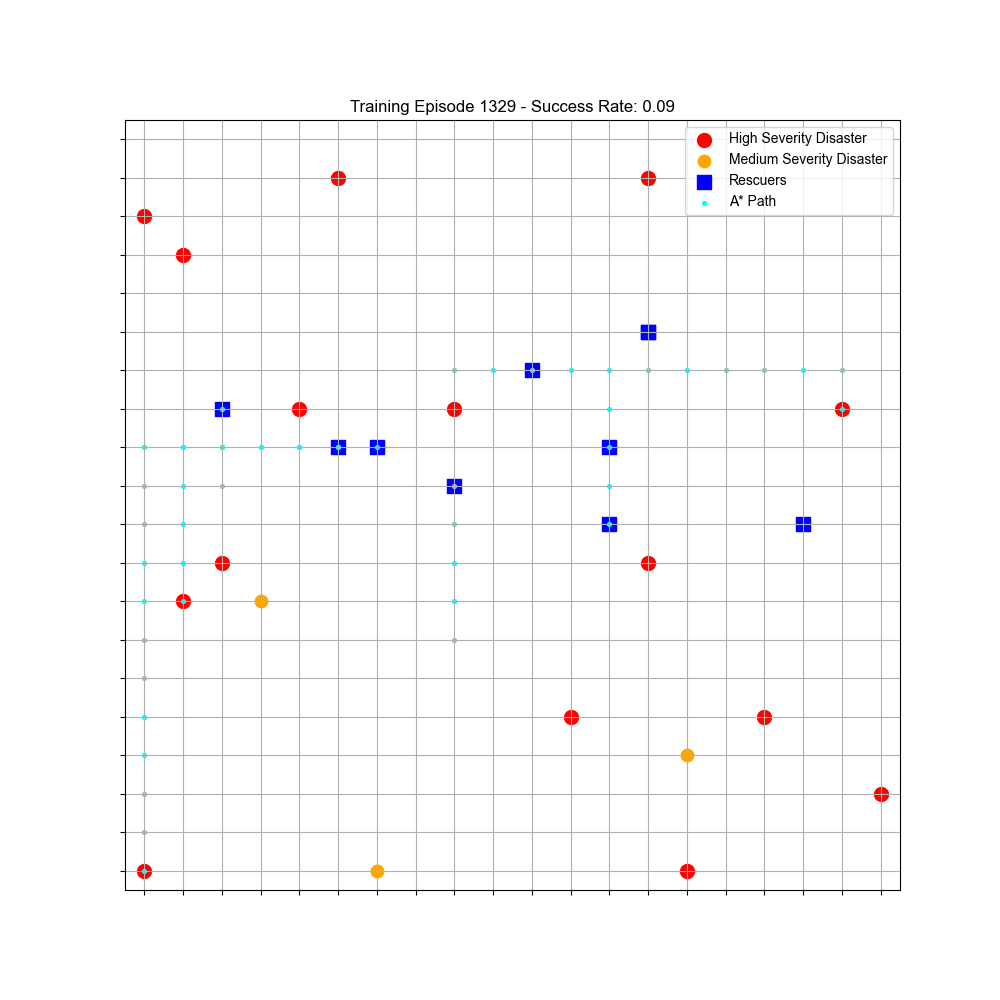 Training Episode 1329 - Success Rate: 0.09
High Severity Disaster
Medium Severity Disaster
Rescuers
A* Path